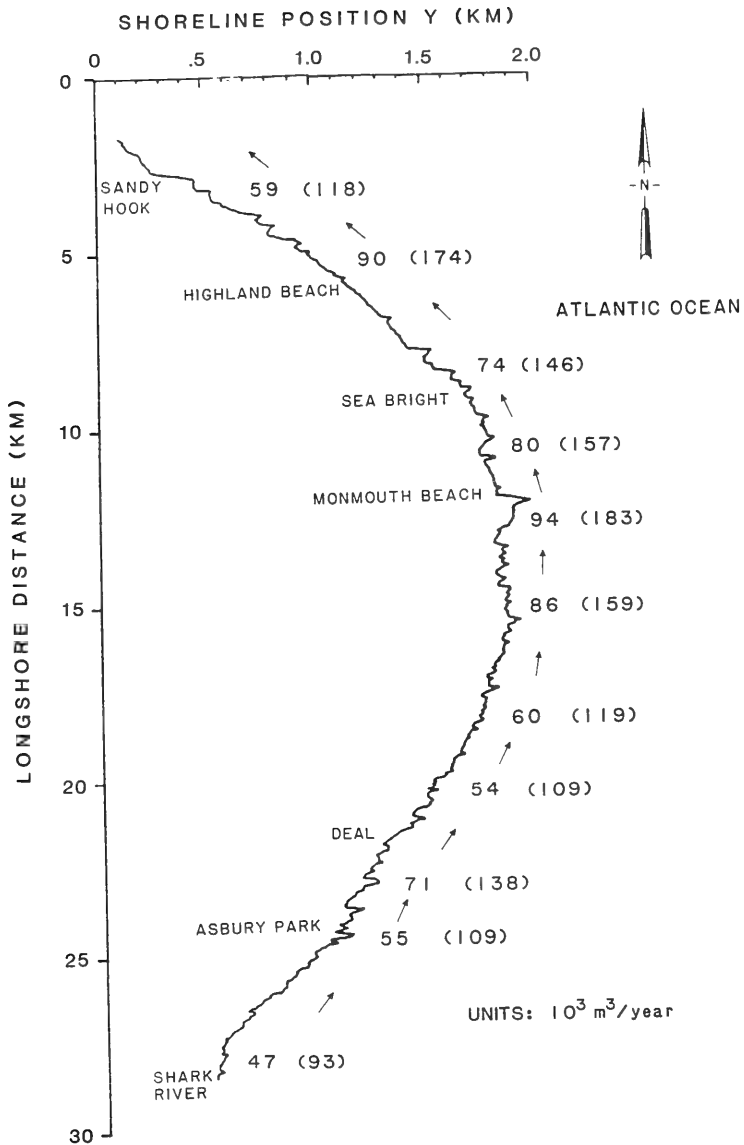 SHORELINE POSITION Y (KM)
0 .5 1.0 1.5 2.0
0
5
10
15
20
25
30
LONGSHORE DISTANCE (KM)
-N-
ATLANTIC OCEAN
SANDY
HOOK
59 (118)
90 (174)
HIGHLAND BEACH
74 (146)
SEA BRIGHT
80 (157)
MONMOUTH BEACH
94 (183)
86 (159)
60 (119)
54 (109)
DEAL
71 (138)
ASBURY PARK
55 (109)
UNITS: 10³ m³/year
47 (93)
SHARK
RIVER